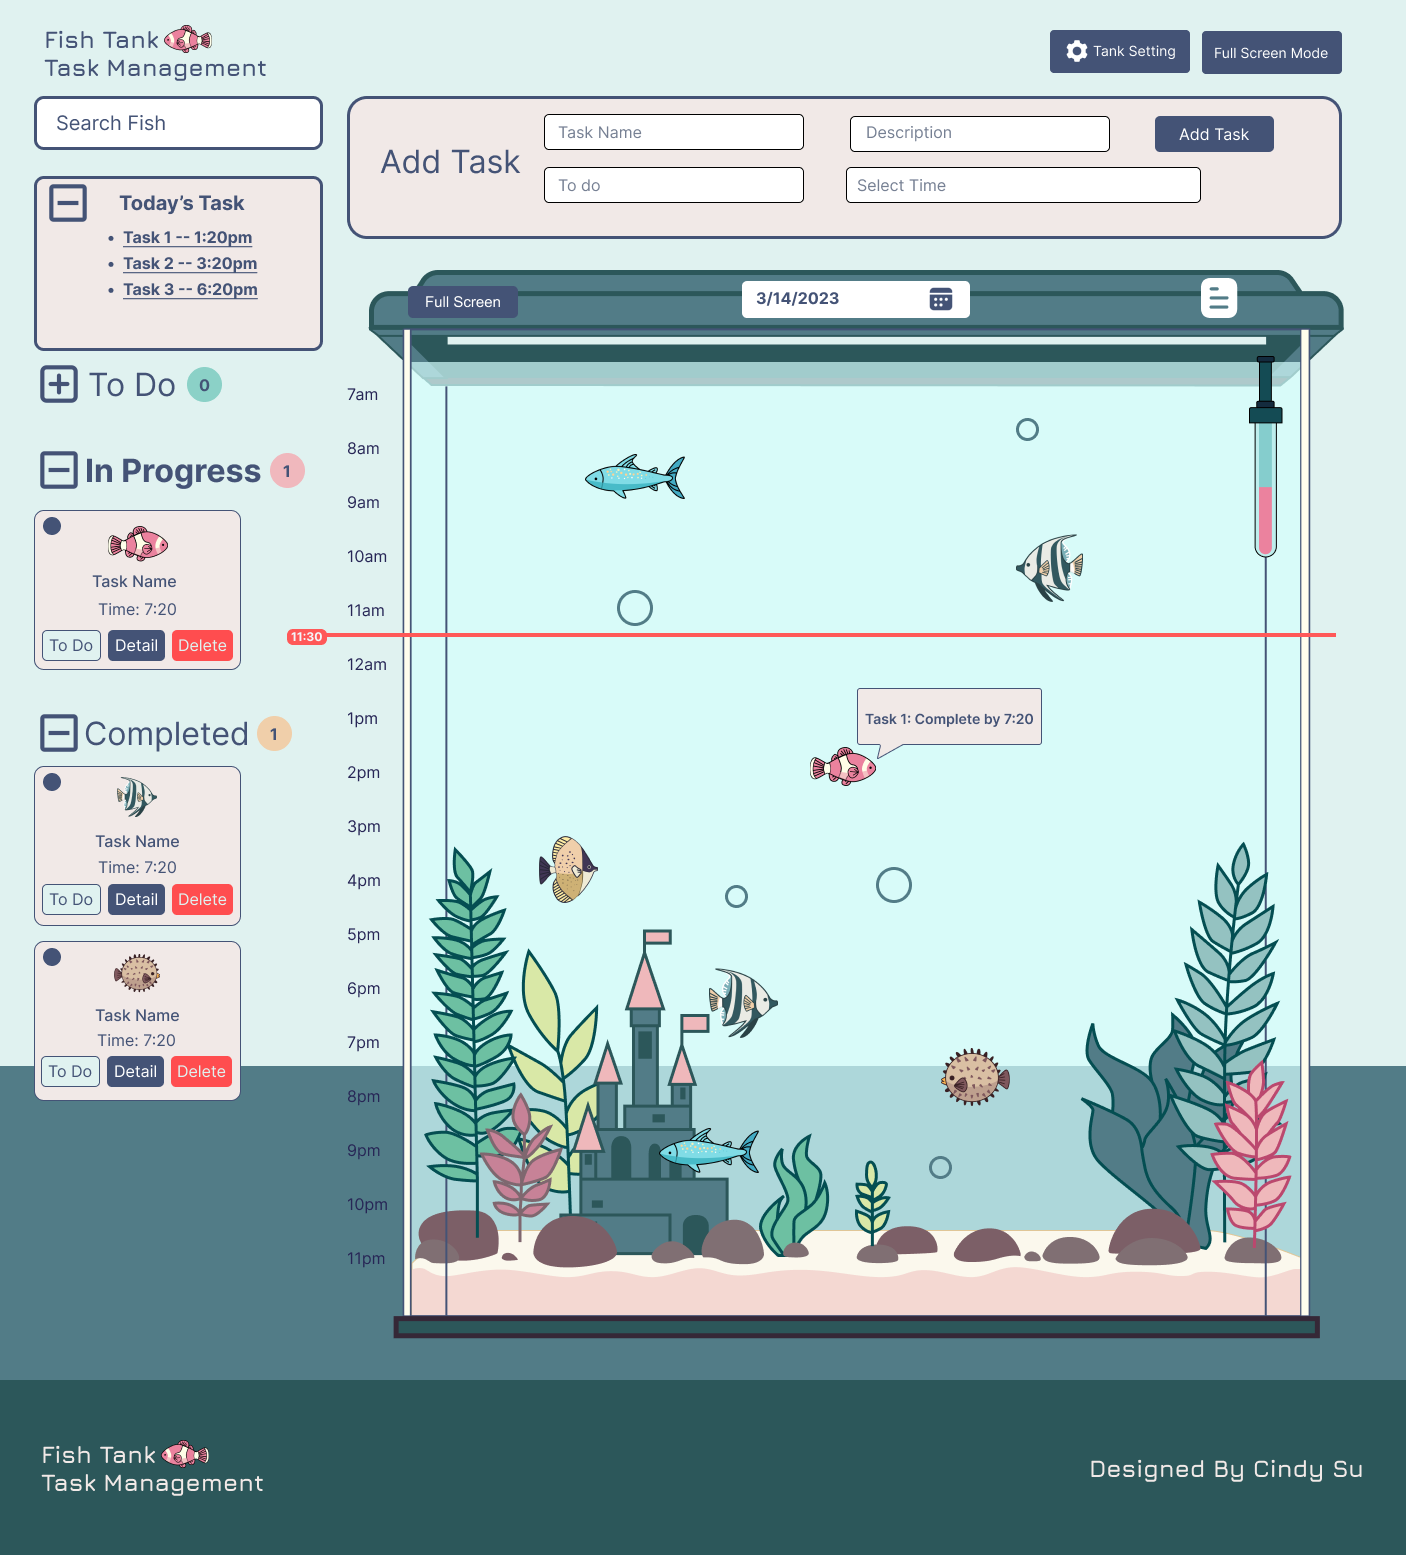 Fish Tank
Task Management
Tank Setting
Full Screen Mode
Search Fish
Add Task
Task Name
Description
Add Task
To do
Select Time
Today’s Task
• Task 1 -- 1:20pm
• Task 2 -- 3:20pm
• Task 3 -- 6:20pm
To Do 0
In Progress 1
Task Name
Time: 7:20
To Do Detail Delete
Completed 1
Task Name
Time: 7:20
To Do Detail Delete
Task Name
Time: 7:20
To Do Detail Delete
Full Screen
3/14/2023
7am
8am
9am
10am
11am
11:30
12am
1pm
Task 1: Complete by 7:20
2pm
3pm
4pm
5pm
6pm
7pm
8pm
9pm
10pm
11pm
Fish Tank
Task Management
Designed By Cindy Su